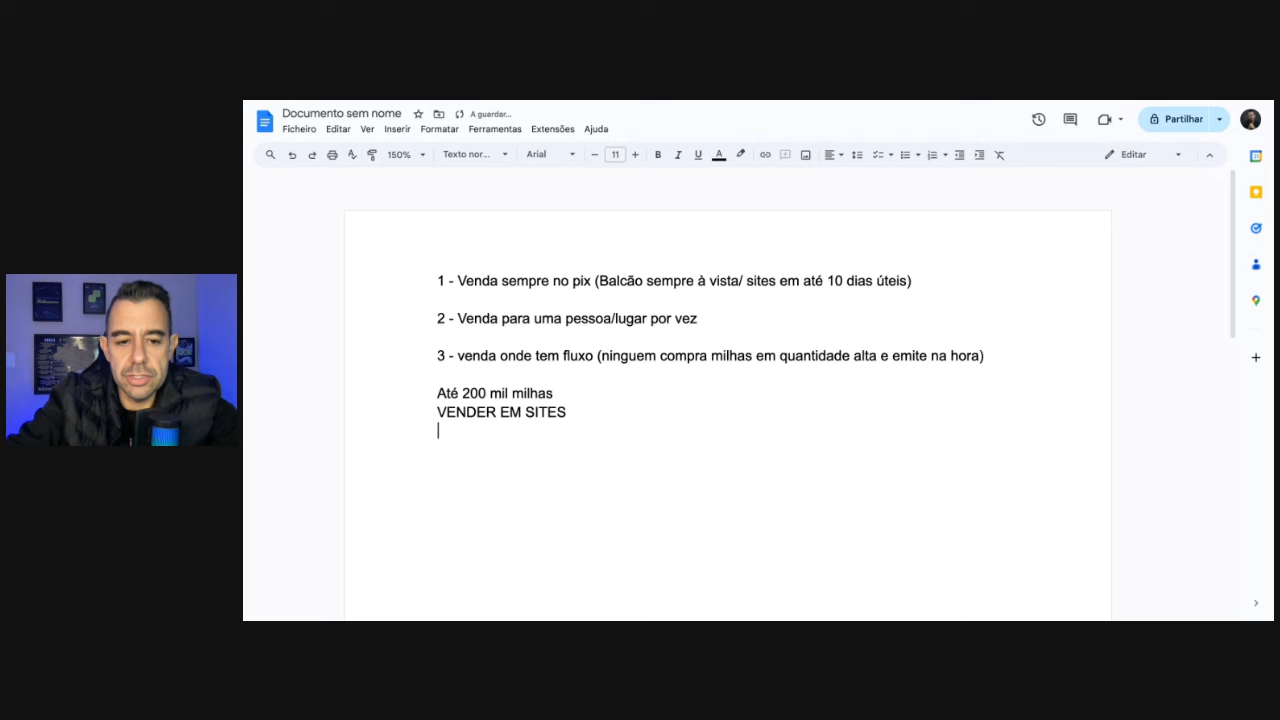 Documento sem nome
A guardar...
Ficheiro Editar Ver Inserir Formatar Ferramentas Extensões Ajuda
Partilhar
150% Texto nor... Arial 11 B I U A Editar
1 - Venda sempre no pix (Balcão sempre à vista/ sites em até 10 dias úteis)
2 - Venda para uma pessoa/lugar por vez
3 - venda onde tem fluxo (ninguem compra milhas em quantidade alta e emite na hora)
Até 200 mil milhas
VENDER EM SITES